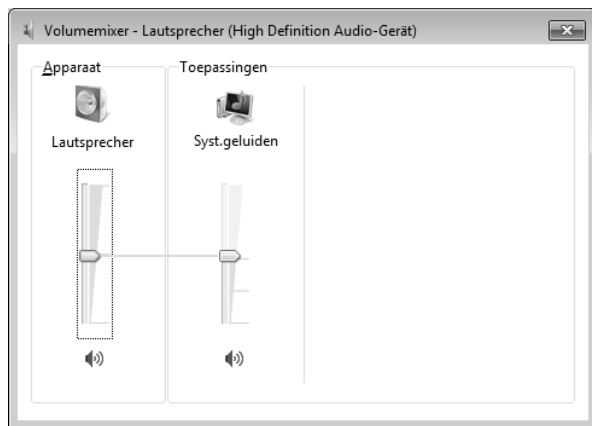 Volumemixer - Lautsprecher (High Definition Audio-Gerät)
Apparaat
Toepassingen
Lautsprecher
Syst.geluiden